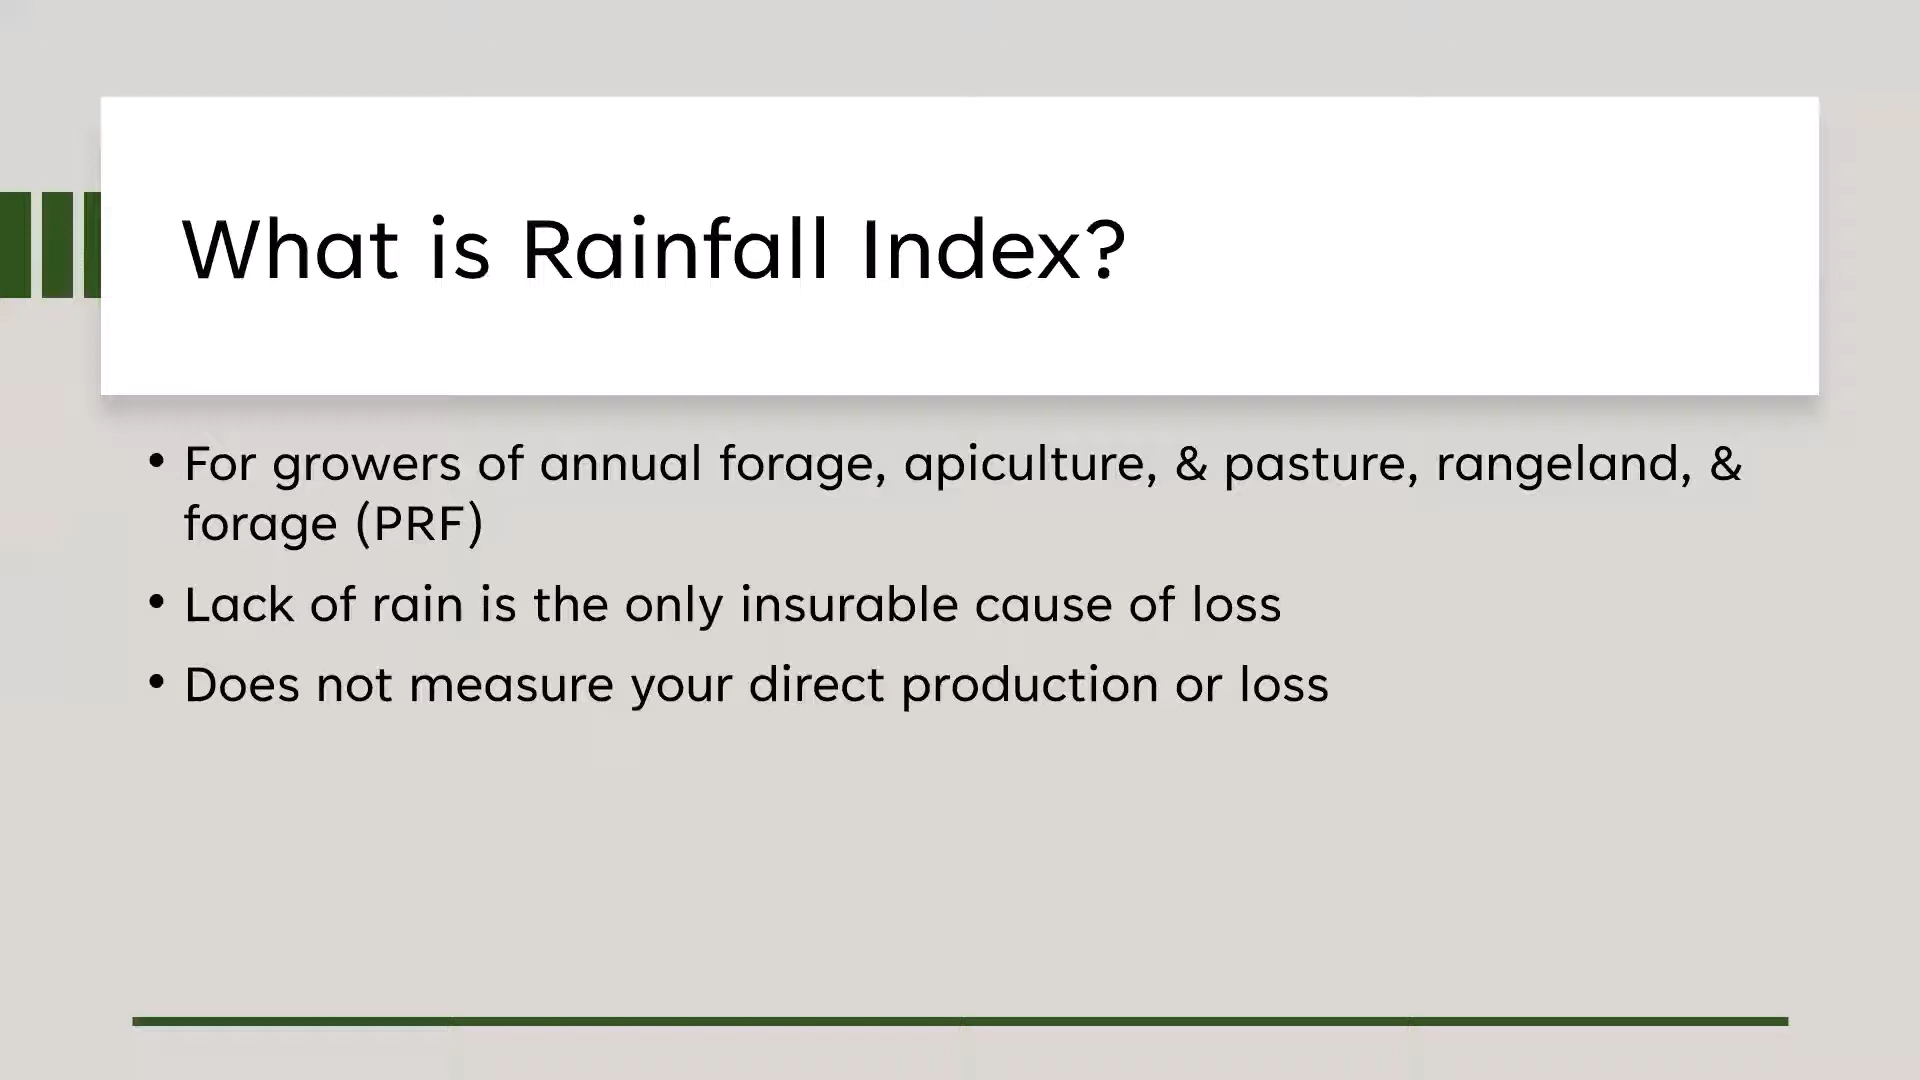 What is Rainfall Index?
• For growers of annual forage, apiculture, & pasture, rangeland, &
forage (PRF)
• Lack of rain is the only insurable cause of loss
• Does not measure your direct production or loss